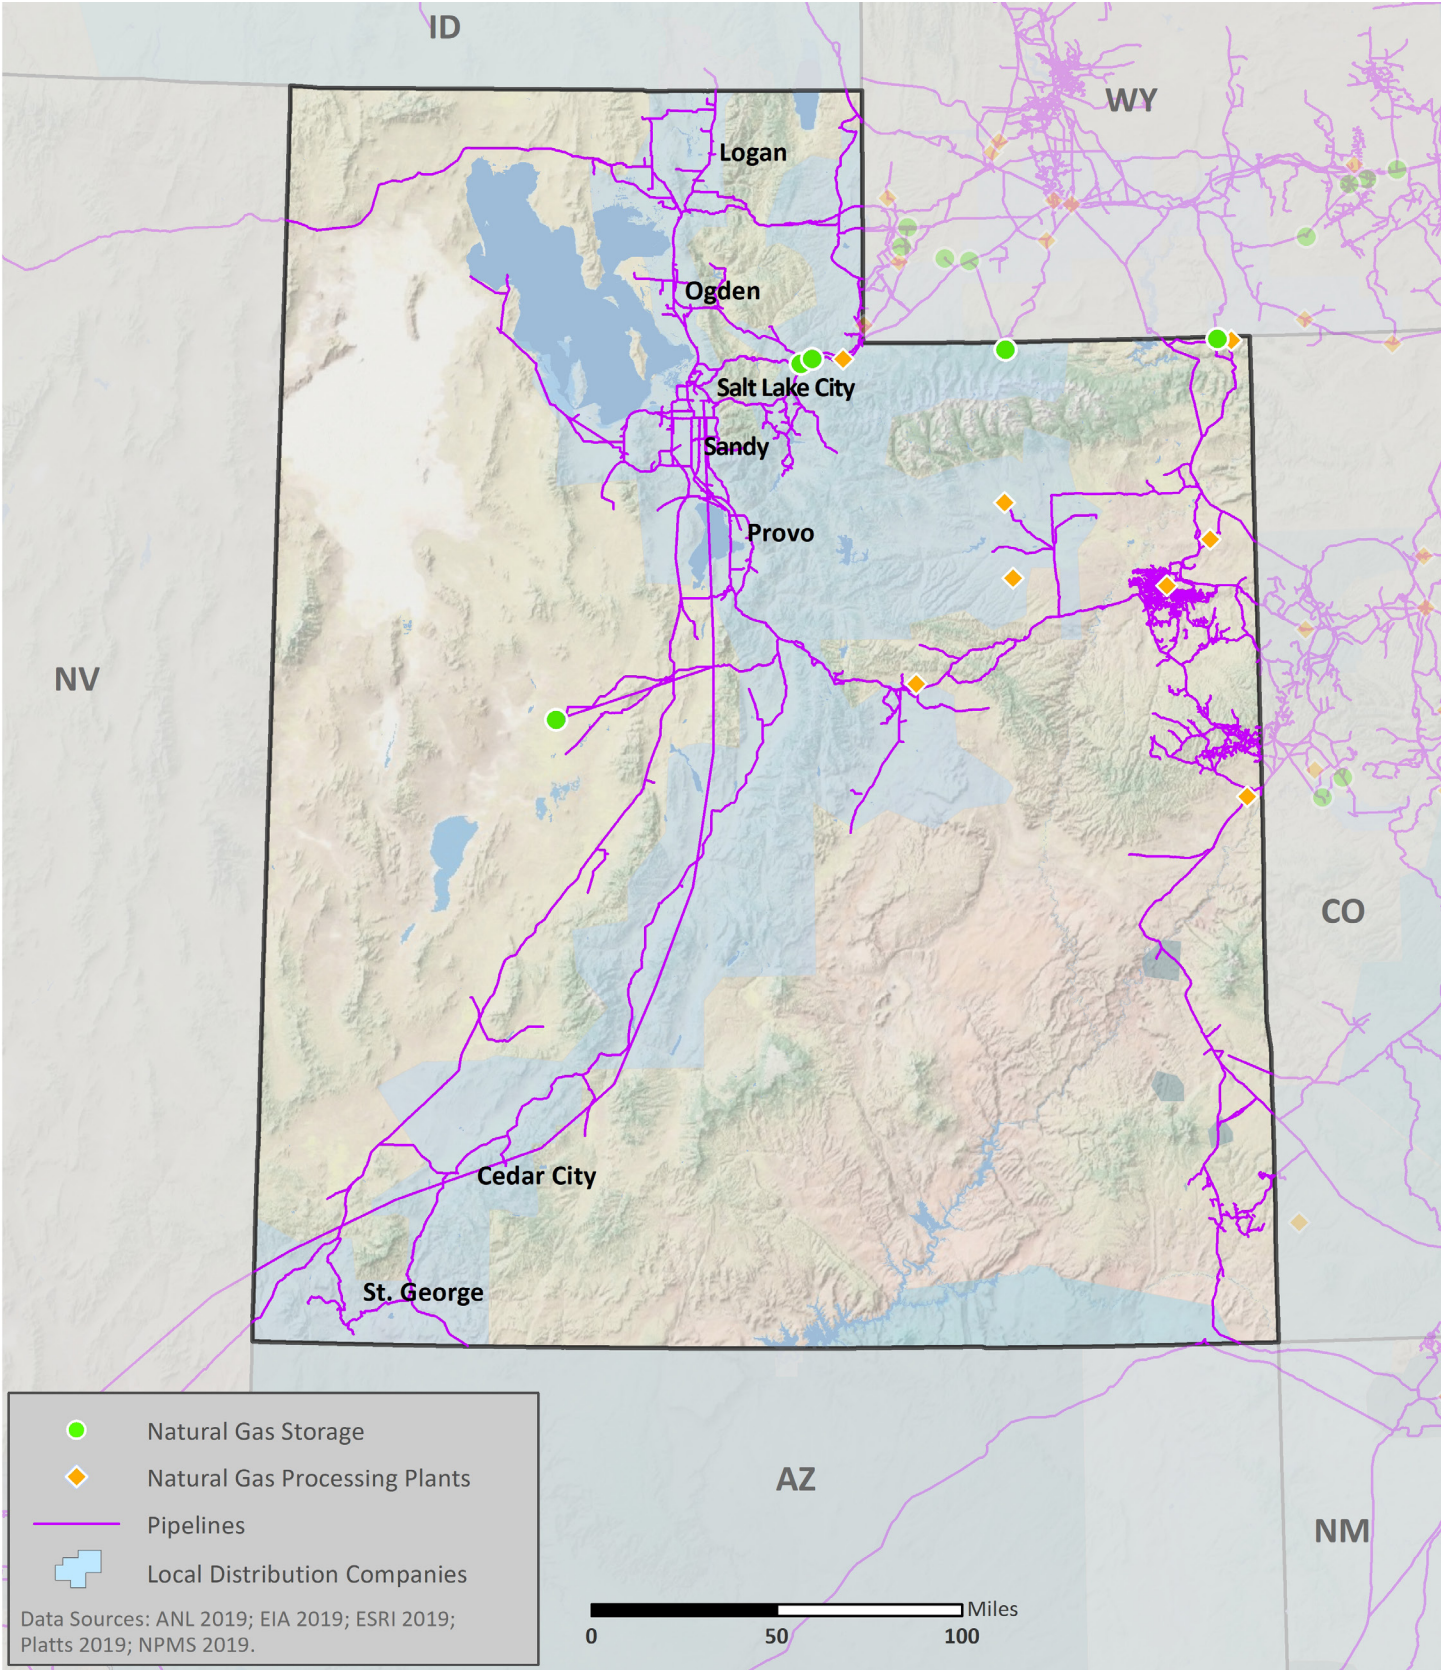 ID
WY
Logan
Ogden
Salt Lake City
Sandy
Provo
NV
CO
Cedar City
St. George
AZ
NM
Natural Gas Storage
Natural Gas Processing Plants
Pipelines
Local Distribution Companies
Data Sources: ANL 2019; EIA 2019; ESRI 2019;
Platts 2019; NPMS 2019.
Miles
0 50 100